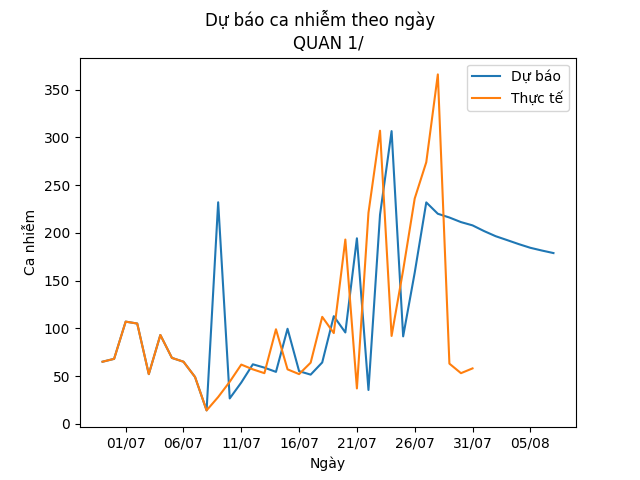 Dự báo ca nhiễm theo ngày
QUAN 1/
Dự báo
Thực tế
Ca nhiễm
350
300
250
200
150
100
50
0
01/07 06/07 11/07 16/07 21/07 26/07 31/07 05/08
Ngày